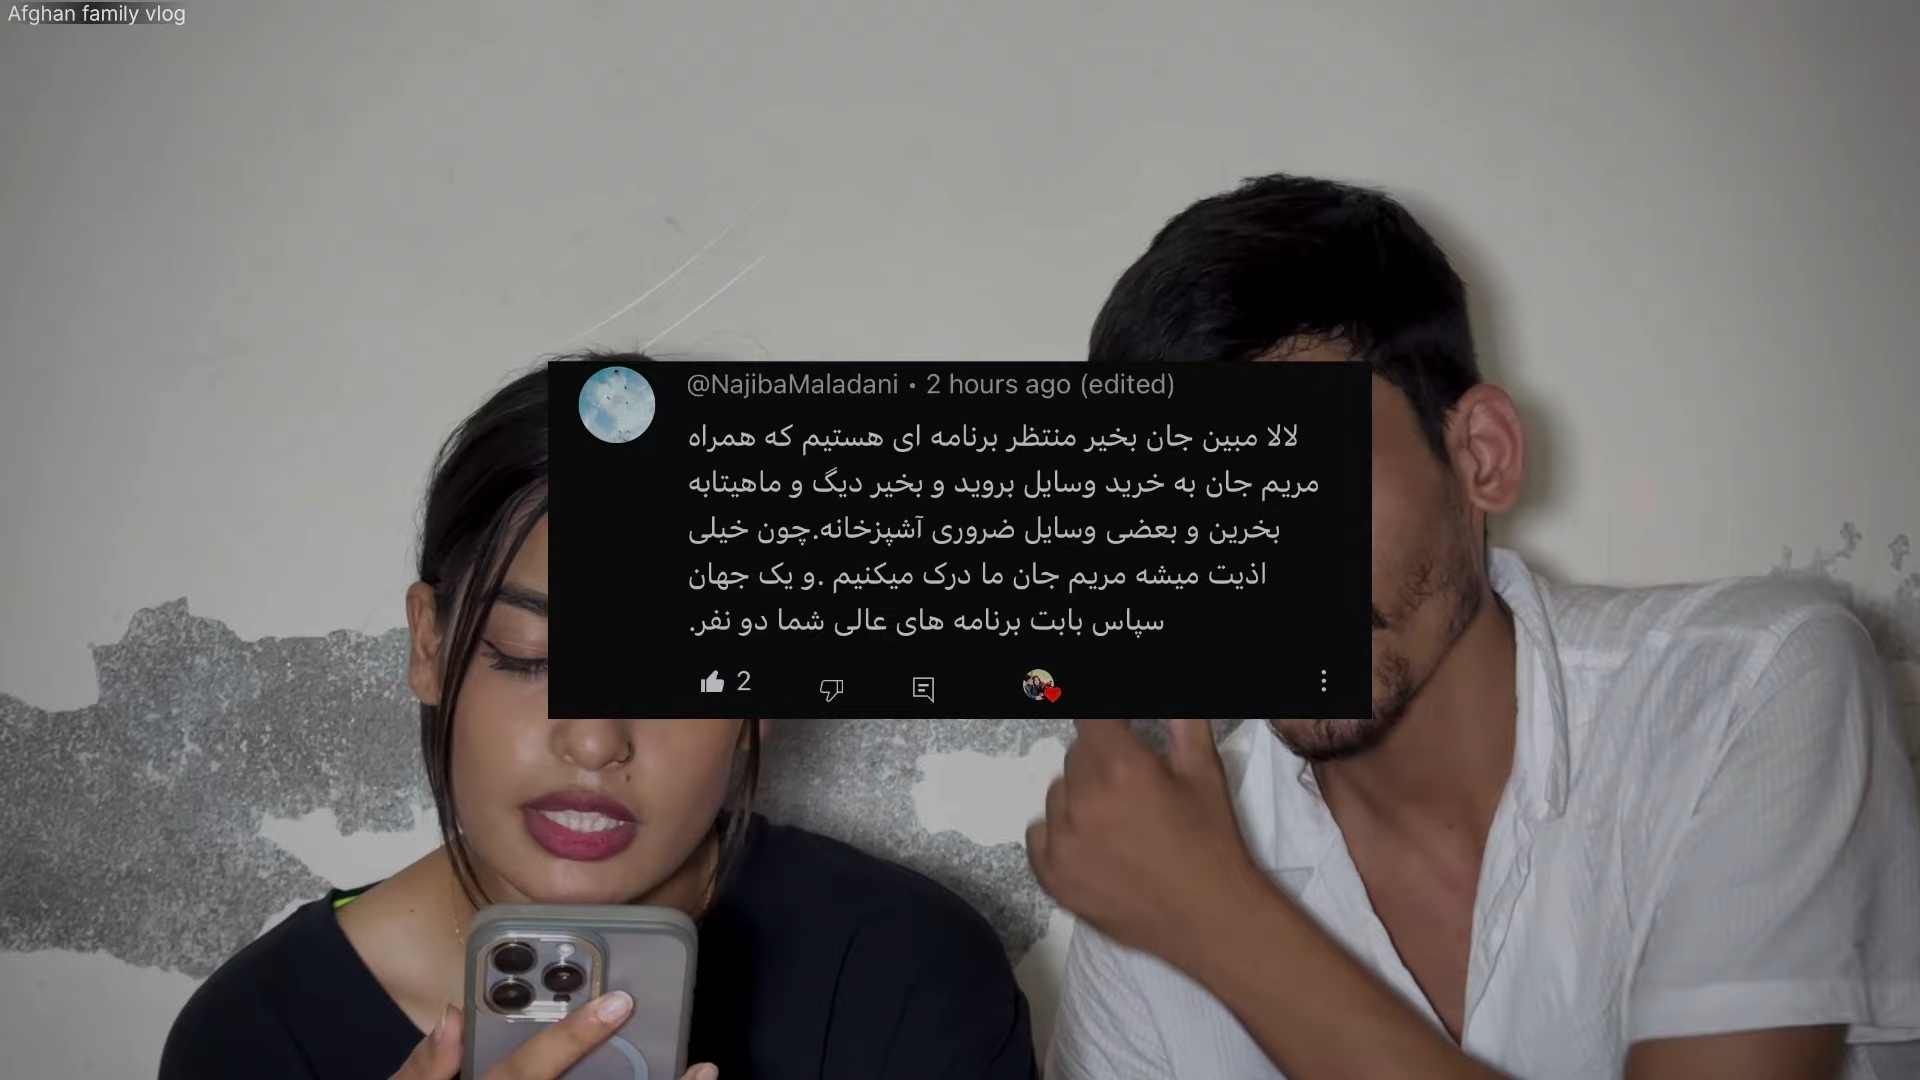 Afghan family vlog
@NajibaMaladani • 2 hours ago (edited)
لالا مبین جان بخیر منتظر برنامه ای هستیم که همراه
مریم جان به خرید وسایل بروید و بخیر دیگ و ماهیتابه
بخرین و بعضی وسایل ضروری آشپزخانه.چون خیلی
اذیت میشه مریم جان ما درک میکنیم .و یک جهان
سپاس بابت برنامه های عالی شما دو نفر.
2